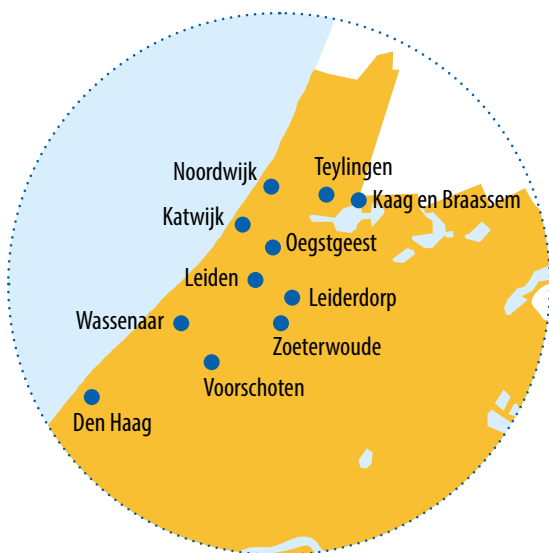 Teylingen
Noordwijk
Kaag en Braassem
Katwijk
Oegstgeest
Leiden
Leiderdorp
Wassenaar
Zoeterwoude
Voorschoten
Den Haag